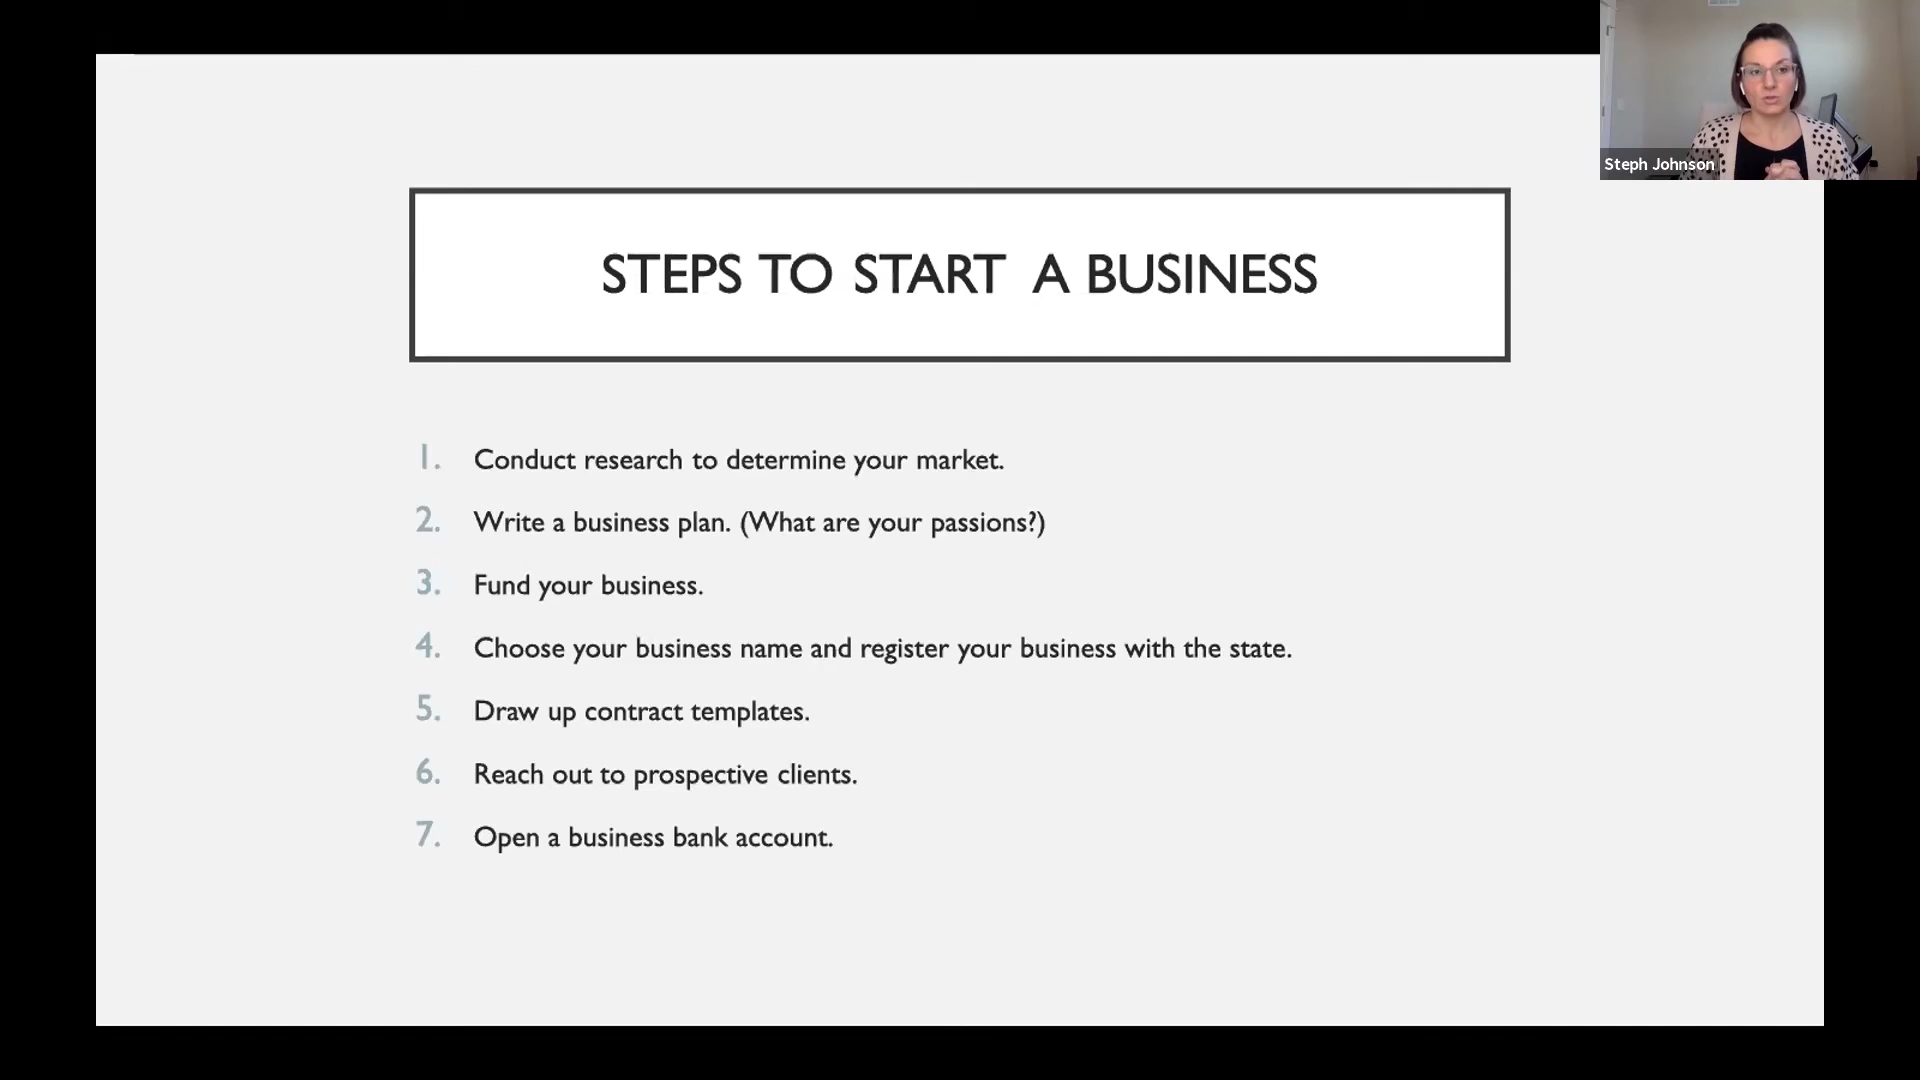 Steph Johnson
STEPS TO START A BUSINESS
1. Conduct research to determine your market.
2. Write a business plan. (What are your passions?)
3. Fund your business.
4. Choose your business name and register your business with the state.
5. Draw up contract templates.
6. Reach out to prospective clients.
7. Open a business bank account.